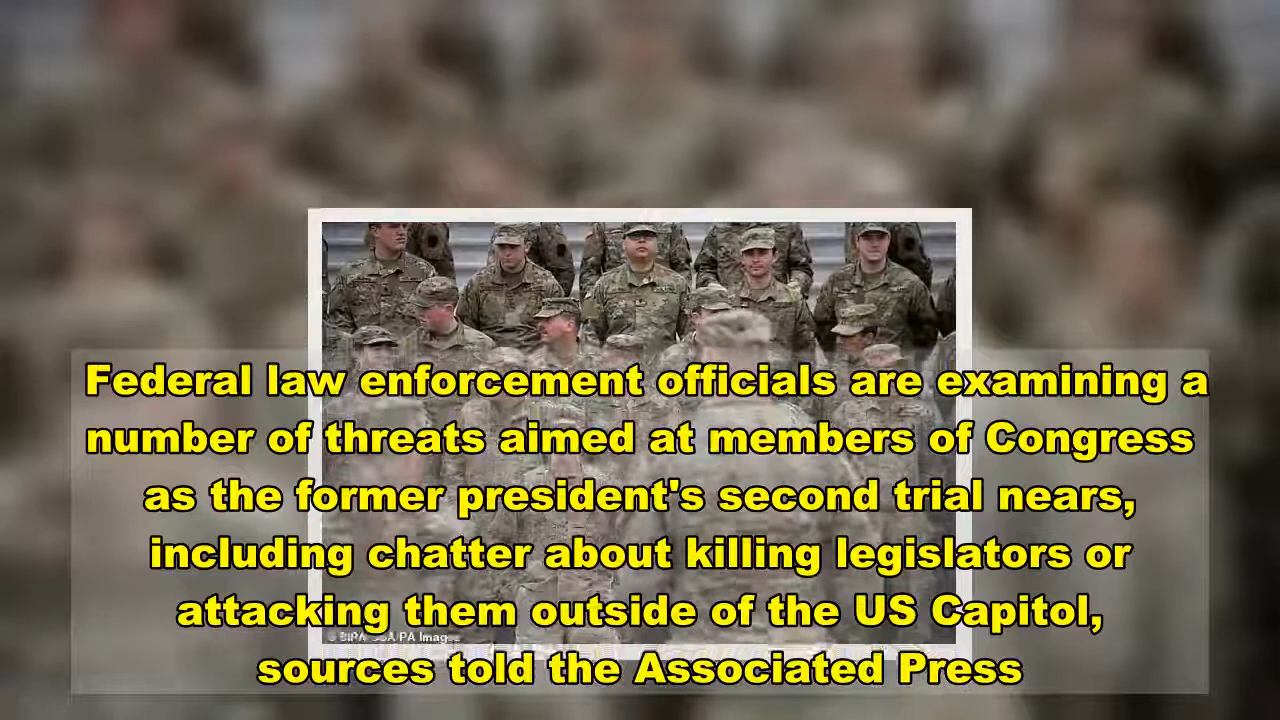 Federal law enforcement officials are examining a
number of threats aimed at members of Congress
as the former president's second trial nears,
including chatter about killing legislators or
attacking them outside of the US Capitol,
sources told the Associated Press